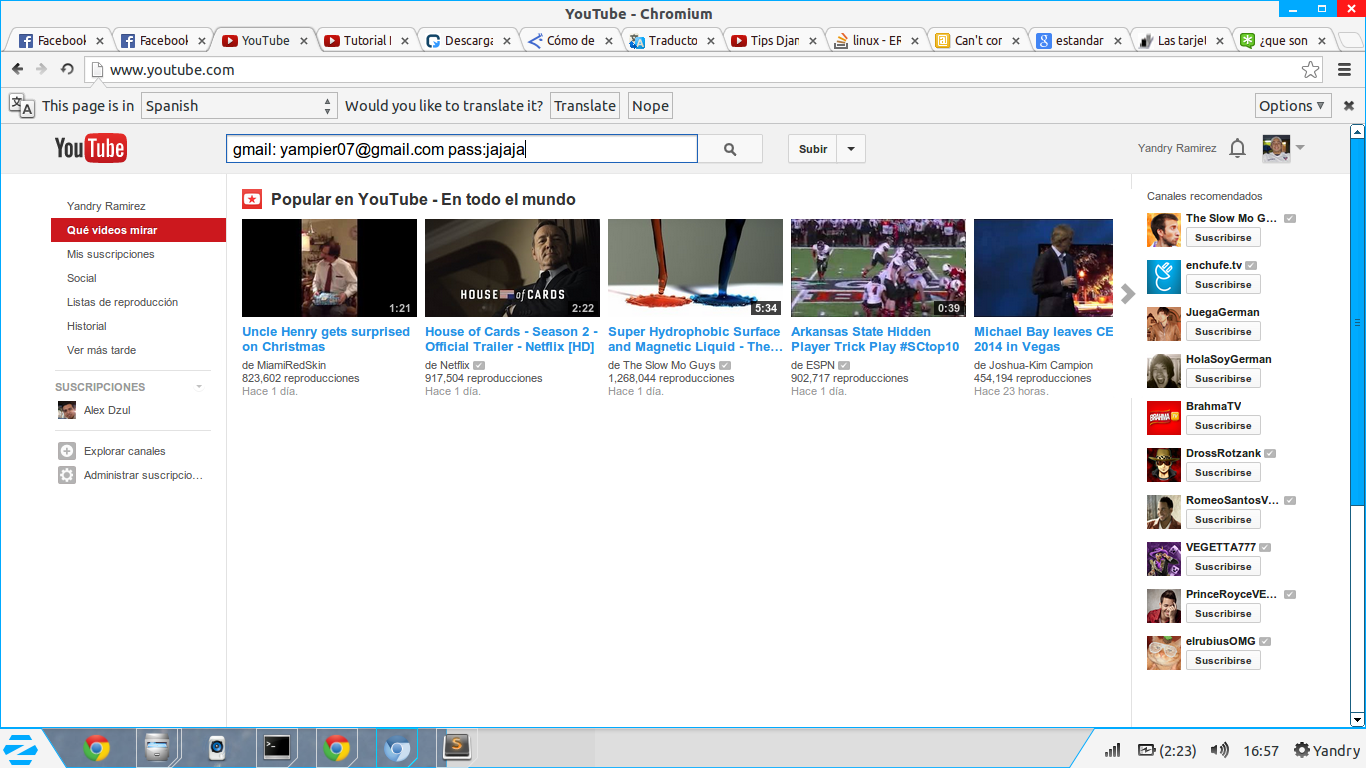 YouTube - Chromium
Facebook
Facebook
YouTube
Tutorial
Descarga
Cómo de
Traducto
Tips Djan
linux - ER
Can't cor
estandar
Las tarjet
¿que son
www.youtube.com
This page is in
Spanish
Would you like to translate it?
Translate
Nope
Options
YouTube
gmail: yampier07@gmail.com pass:jajaja
Subir
Yandry Ramirez
Yandry Ramirez
Qué videos mirar
Mis suscripciones
Social
Listas de reproducción
Historial
Ver más tarde
SUSCRIPCIONES
Alex Dzul
Explorar canales
Administrar suscripcio…
Popular en YouTube - En todo el mundo
1:21
Uncle Henry gets surprised
on Christmas
de MiamiRedSkin
823,602 reproducciones
Hace 1 día.
HOUSE of CARDS
2:22
House of Cards - Season 2 -
Official Trailer - Netflix [HD]
de Netflix
917,504 reproducciones
Hace 1 día.
5:34
Super Hydrophobic Surface
and Magnetic Liquid - The…
de The Slow Mo Guys
1,268,044 reproducciones
Hace 1 día.
0:39
Arkansas State Hidden
Player Trick Play #SCtop10
de ESPN
902,717 reproducciones
Hace 1 día.
Michael Bay leaves CE
2014 in Vegas
de Joshua-Kim Campion
454,194 reproducciones
Hace 23 horas.
Canales recomendados
The Slow Mo G…
Suscribirse
enchufe.tv
Suscribirse
JuegaGerman
Suscribirse
HolaSoyGerman
Suscribirse
BrahmaTV
Suscribirse
DrossRotzank
Suscribirse
RomeoSantosV…
Suscribirse
VEGETTA777
Suscribirse
PrinceRoyceVE…
Suscribirse
elrubiusOMG
Suscribirse
(2:23)
16:57
Yandry